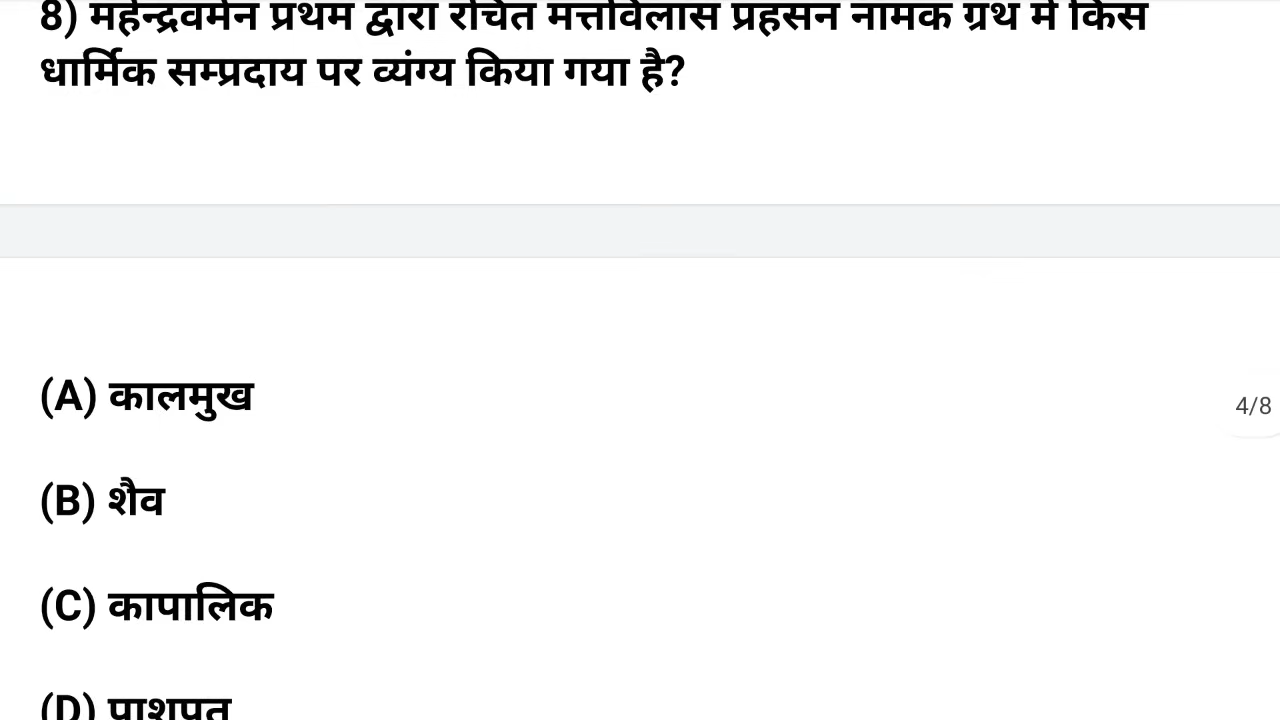 8) महेन्द्रवर्मन प्रथम द्वारा रचित मत्तविलास प्रहसन नामक ग्रंथ में किस
धार्मिक सम्प्रदाय पर व्यंग्य किया गया है?
(A) कालमुख
4/8
(B) शैव
(C) कापालिक
(D) पाशुपत